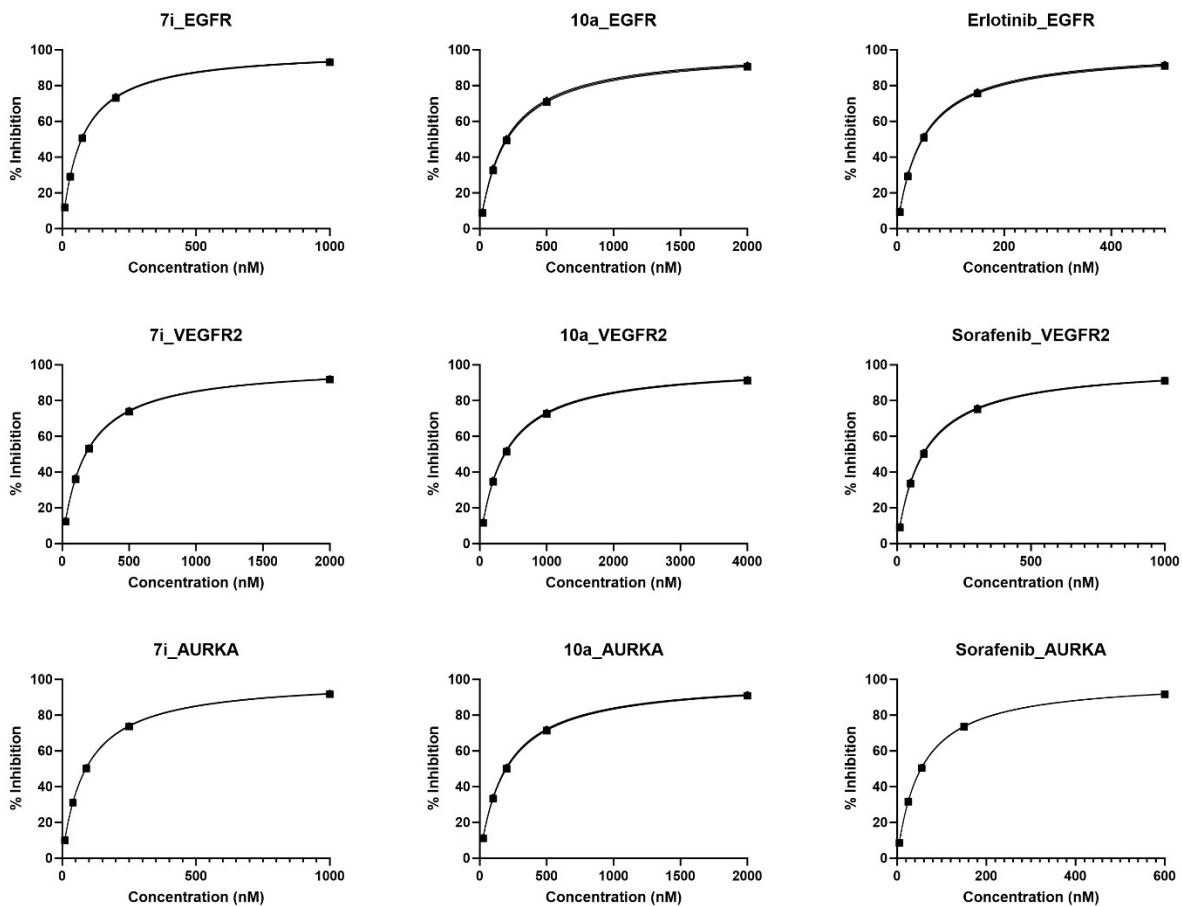 7i_EGFR
% Inhibition
100
80
60
40
20
0
0 500 1000
Concentration (nM)
10a_EGFR
% Inhibition
100
80
60
40
20
0
0 500 1000 1500 2000
Concentration (nM)
Erlotinib_EGFR
% Inhibition
100
80
60
40
20
0
0 200 400
Concentration (nM)
7i_VEGFR2
% Inhibition
100
80
60
40
20
0
0 500 1000 1500 2000
Concentration (nM)
10a_VEGFR2
% Inhibition
100
80
60
40
20
0
0 1000 2000 3000 4000
Concentration (nM)
Sorafenib_VEGFR2
% Inhibition
100
80
60
40
20
0
0 500 1000
Concentration (nM)
7i_AURKA
% Inhibition
100
80
60
40
20
0
0 500 1000
Concentration (nM)
10a_AURKA
% Inhibition
100
80
60
40
20
0
0 500 1000 1500 2000
Concentration (nM)
Sorafenib_AURKA
% Inhibition
100
80
60
40
20
0
0 200 400 600
Concentration (nM)